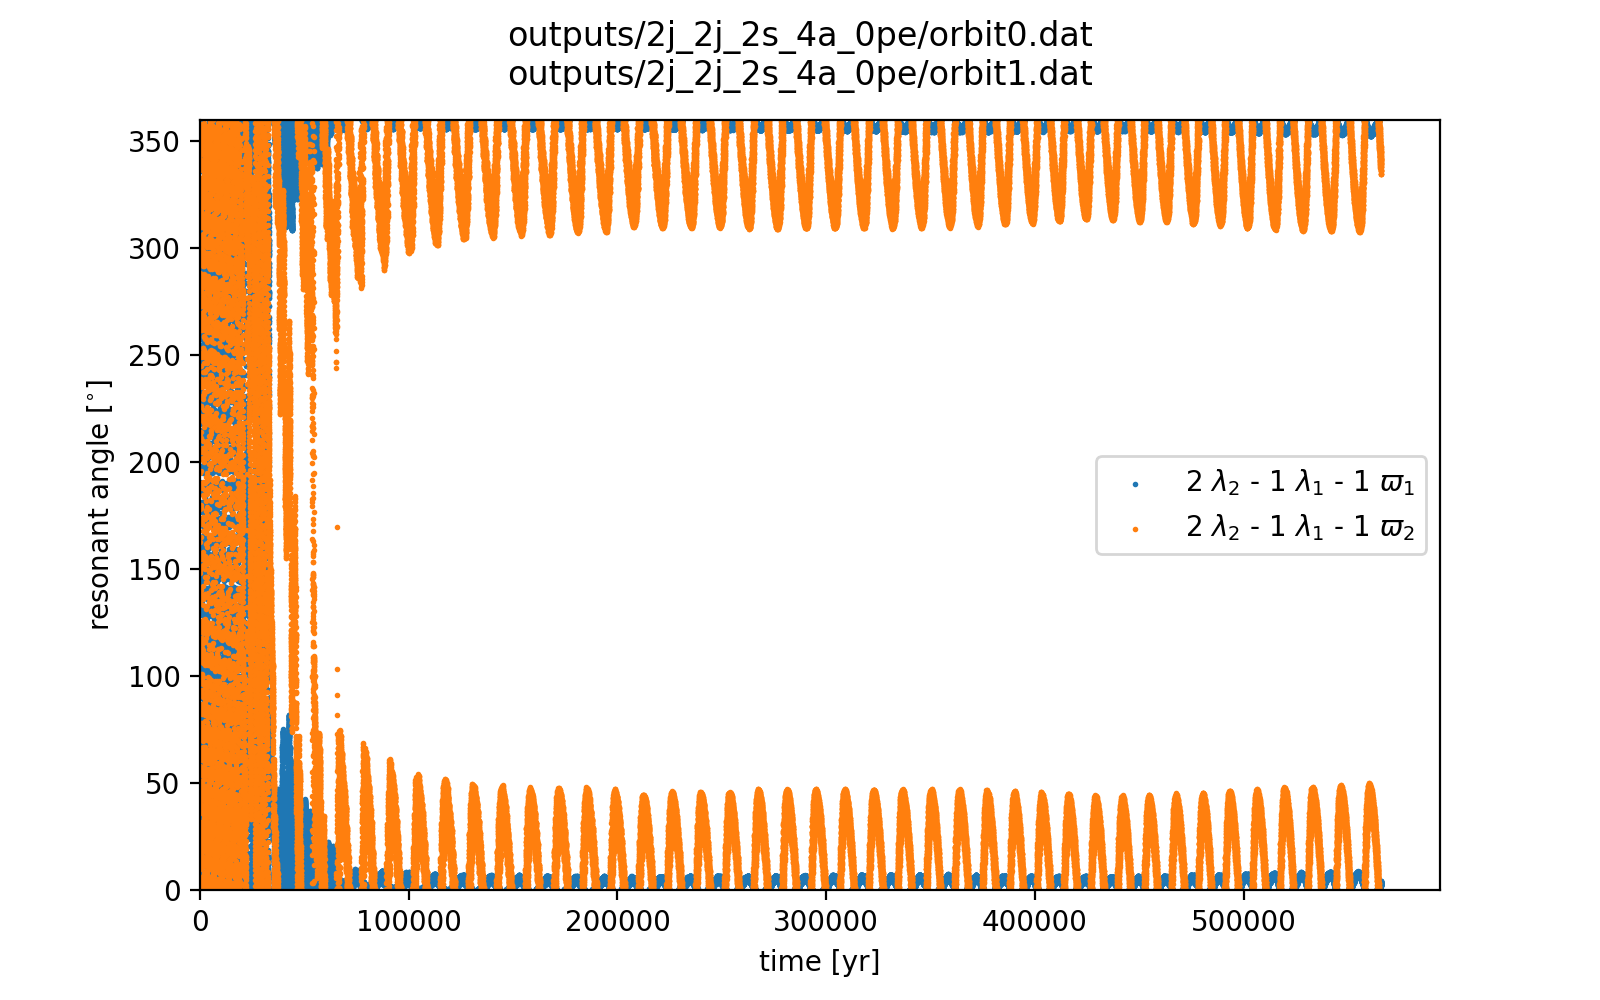 outputs/2j_2j_2s_4a_0pe/orbit0.dat
outputs/2j_2j_2s_4a_0pe/orbit1.dat
350
300
250
200
150
100
50
0
resonant angle [°]
2 λ₂ - 1 λ₁ - 1 ϖ₁
2 λ₂ - 1 λ₁ - 1 ϖ₂
0 100000 200000 300000 400000 500000
time [yr]